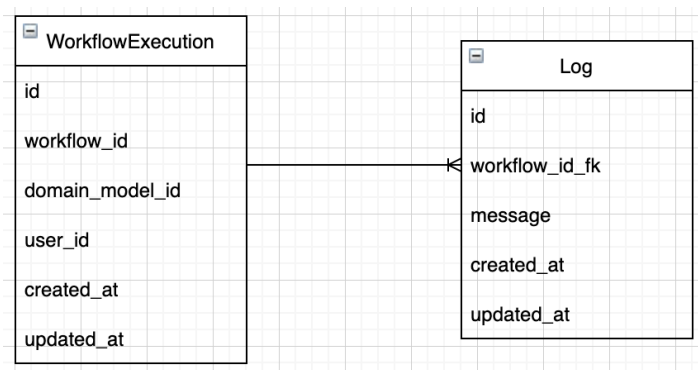 WorkflowExecution
id
workflow_id
domain_model_id
user_id
created_at
updated_at
Log
id
workflow_id_fk
message
created_at
updated_at